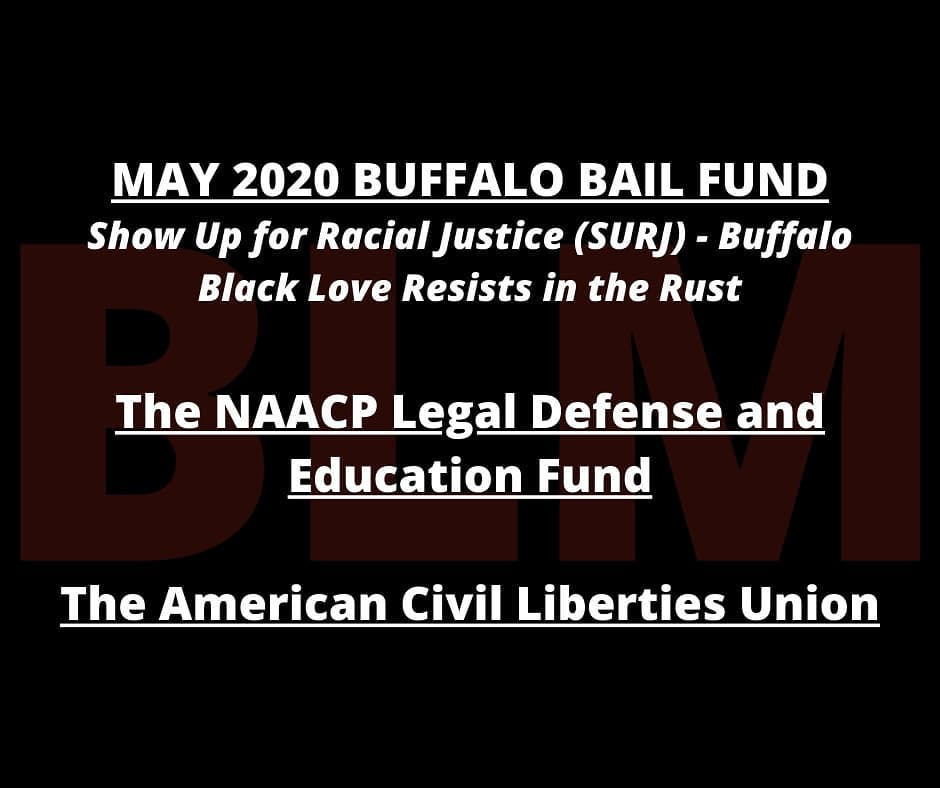 MAY 2020 BUFFALO BAIL FUND
Show Up for Racial Justice (SURJ) - Buffalo
Black Love Resists in the Rust
BLM
The NAACP Legal Defense and
Education Fund
The American Civil Liberties Union